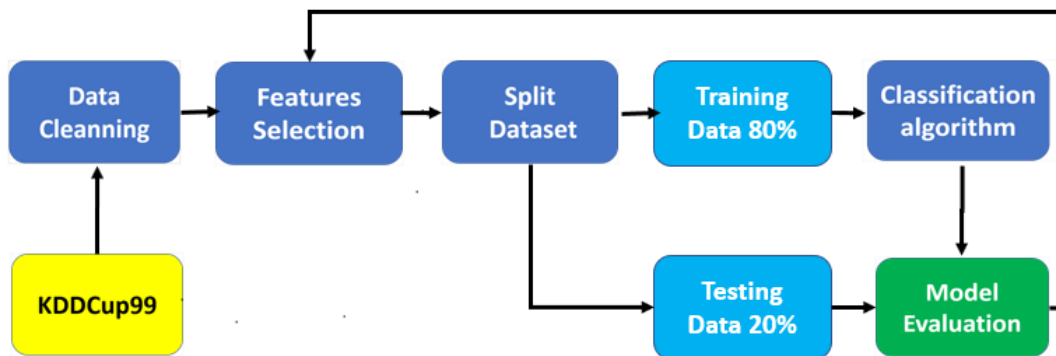 Data
Cleanning
Features
Selection
Split
Dataset
Training
Data 80%
Classification
algorithm
KDDCup99
Testing
Data 20%
Model
Evaluation